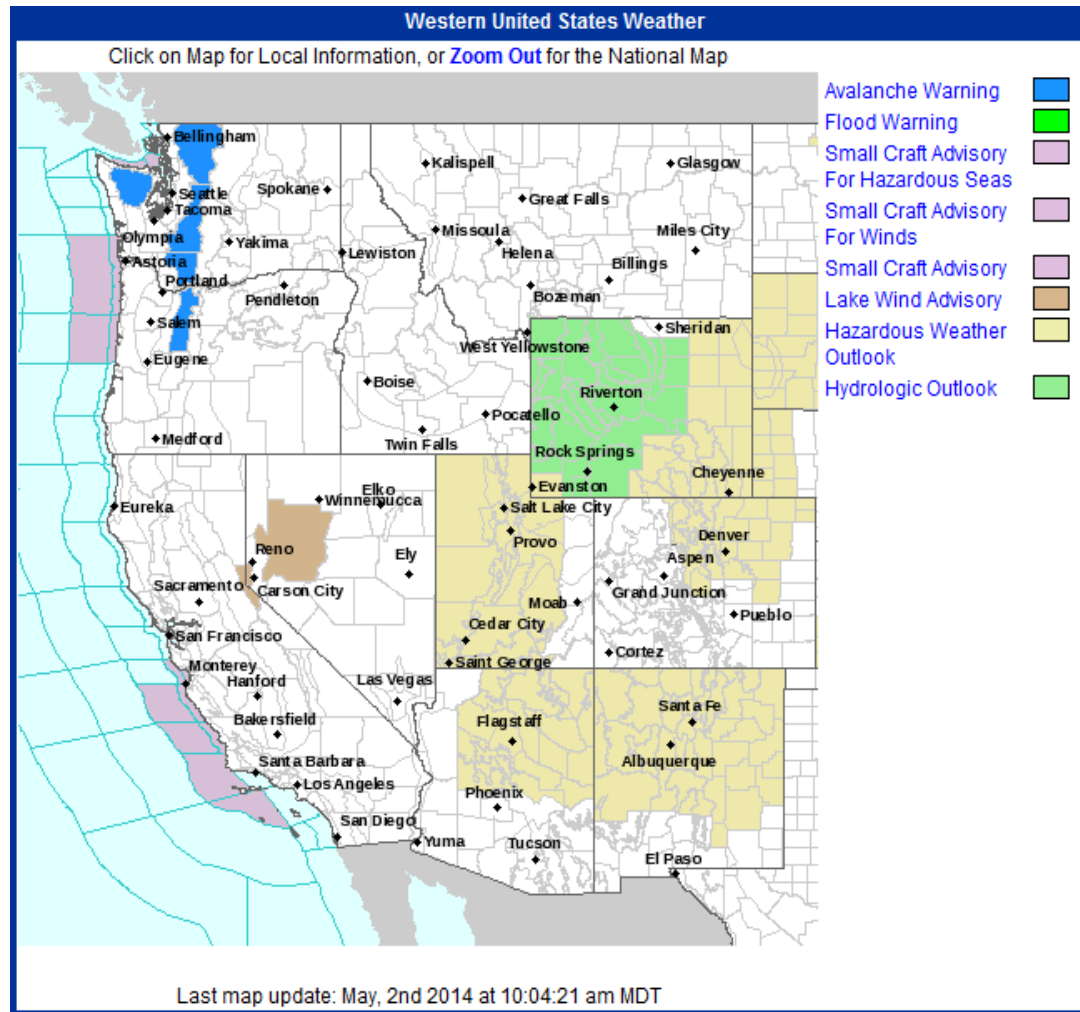 Western United States Weather
Click on Map for Local Information, or Zoom Out for the National Map
Avalanche Warning
Flood Warning
Small Craft Advisory
For Hazardous Seas
Small Craft Advisory
For Winds
Small Craft Advisory
Lake Wind Advisory
Hazardous Weather
Outlook
Hydrologic Outlook
Bellingham
Kalispell
Glasgow
Seattle
Spokane
Great Falls
Tacoma
Olympia
Yakima
Missoula
Helena
Miles City
Astoria
Lewiston
Billings
Portland
Pendleton
Bozeman
Salem
Sheridan
West Yellowstone
Eugene
Boise
Riverton
Pocatello
Medford
Twin Falls
Rock Springs
Cheyenne
Elko
Evanston
Winnemucca
Eureka
Salt Lake City
Provo
Denver
Reno
Ely
Aspen
Sacramento
Carson City
Grand Junction
Moab
Pueblo
San Francisco
Cedar City
Cortez
Monterey
Saint George
Hanford
Las Vegas
Bakersfield
Flagstaff
Santa Fe
Albuquerque
Santa Barbara
Los Angeles
Phoenix
San Diego
Yuma
Tucson
El Paso
Last map update: May, 2nd 2014 at 10:04:21 am MDT